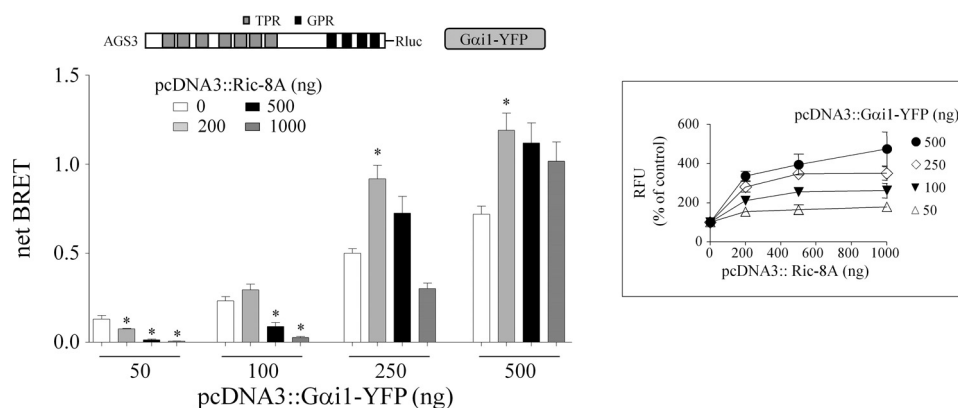 TPR GPR
AGS3 Rluc Gαi1-YFP
pcDNA3::Ric-8A (ng)
0 500
200 1000
net BRET
1.5
1.0
0.5
0.0
* * * * * * *
50 100 250 500
pcDNA3::Gαi1-YFP (ng)
pcDNA3::Gαi1-YFP (ng)
500
250
100
50
RFU
(% of control)
600
400
200
0
0 200 400 600 800 1000
pcDNA3:: Ric-8A (ng)